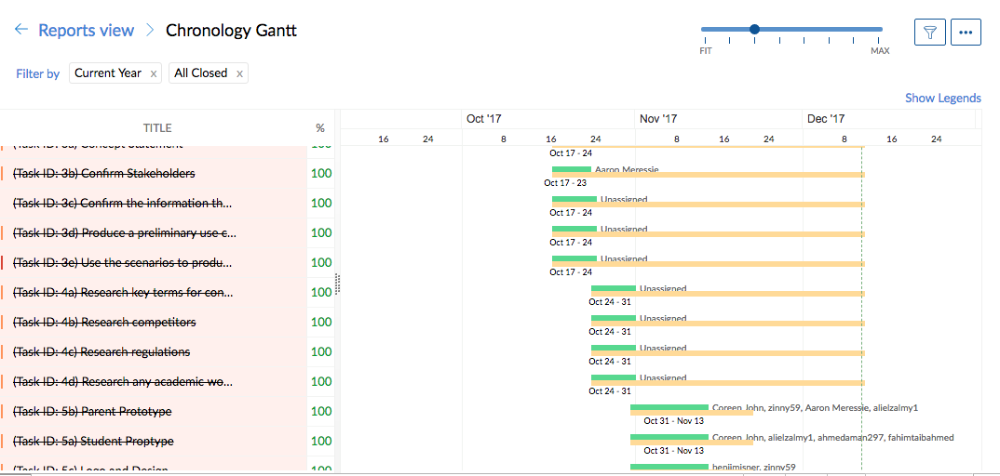 Reports view Chronology Gantt
FIT MAX
Filter by Current Year x All Closed x
Show Legends
TITLE % Oct '17 Nov '17 Dec '17
16 24 8 16 24 8 16 24 8 16 24
(Task ID: 3a) Concept Statement 100
Oct 17 - 24
(Task ID: 3b) Confirm Stakeholders 100 Aaron Meressie
Oct 17 - 23
(Task ID: 3c) Confirm the information th... 100 Unassigned
Oct 17 - 24
(Task ID: 3d) Produce a preliminary use c... 100 Unassigned
Oct 17 - 24
(Task ID: 3e) Use the scenarios to produ... 100 Unassigned
Oct 17 - 24
(Task ID: 4a) Research key terms for con... 100 Unassigned
Oct 24 - 31
(Task ID: 4b) Research competitors 100 Unassigned
Oct 24 - 31
(Task ID: 4c) Research regulations 100 Unassigned
Oct 24 - 31
(Task ID: 4d) Research any academic wo... 100 Unassigned
Oct 24 - 31
(Task ID: 5b) Parent Prototype 100 Coreen John, zinny59, Aaron Meressie, alielzalmy1
Oct 31 - Nov 13
(Task ID: 5a) Student Proptype 100 Coreen John, alielzalmy1, ahmedaman297, fahimtaibahmed
Oct 31 - Nov 13
(Task ID: 5c) Logo and Design 100 benjimisner, zinny59